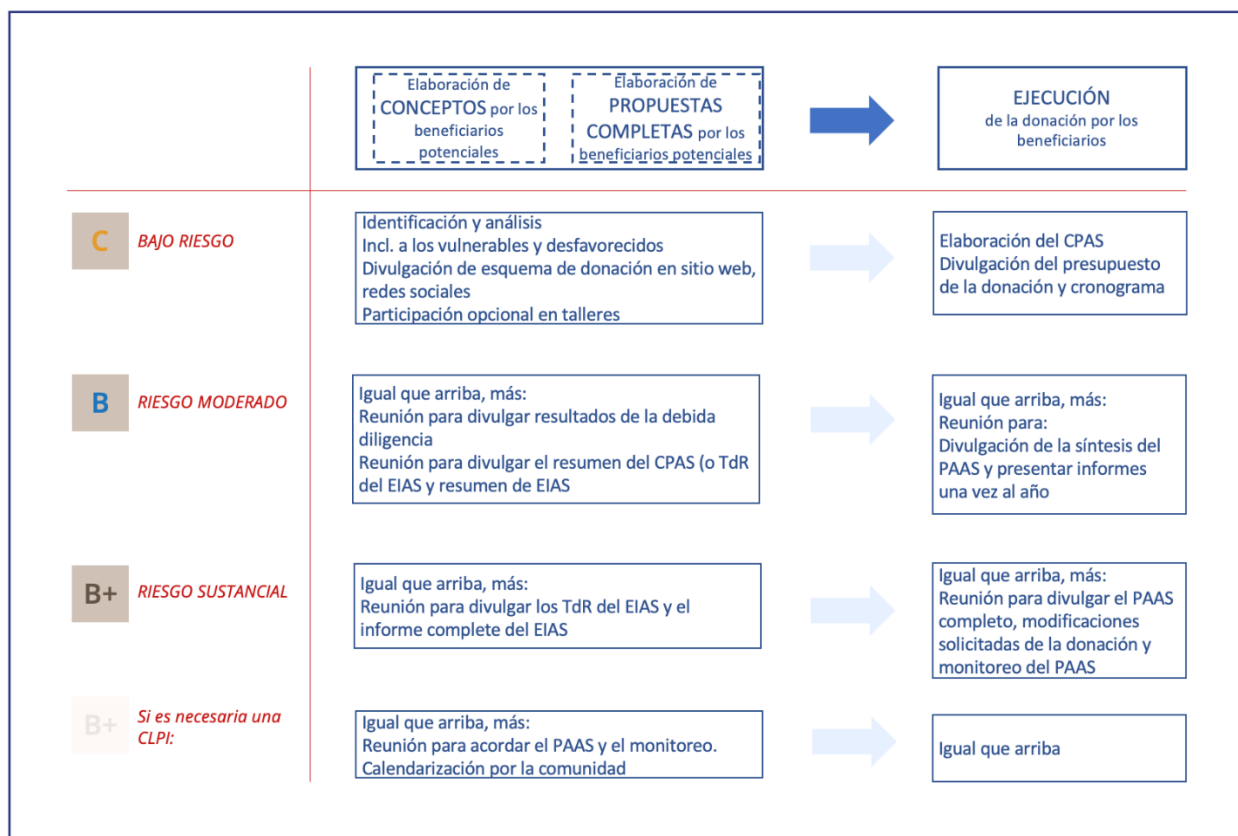 Elaboración de
CONCEPTOS por los
beneficiarios
potenciales
Elaboración de
PROPUESTAS
COMPLETAS por los
beneficiarios potenciales
EJECUCIÓN
de la donación por los
beneficiarios
C
BAJO RIESGO
Identificación y análisis
Incl. a los vulnerables y desfavorecidos
Divulgación de esquema de donación en sitio web,
redes sociales
Participación opcional en talleres
Elaboración del CPAS
Divulgación del presupuesto
de la donación y cronograma
B
RIESGO MODERADO
Igual que arriba, más:
Reunión para divulgar resultados de la debida
diligencia
Reunión para divulgar el resumen del CPAS (o TdR
del EIAS y resumen de EIAS
Igual que arriba, más:
Reunión para:
Divulgación de la síntesis del
PAAS y presentar informes
una vez al año
B+
RIESGO SUSTANCIAL
Igual que arriba, más:
Reunión para divulgar los TdR del EIAS y el
informe complete del EIAS
Igual que arriba, más:
Reunión para divulgar el PAAS
completo, modificaciones
solicitadas de la donación y
monitoreo del PAAS
B+
Si es necesaria una
CLPI:
Igual que arriba, más:
Reunión para acordar el PAAS y el monitoreo.
Calendarización por la comunidad
Igual que arriba